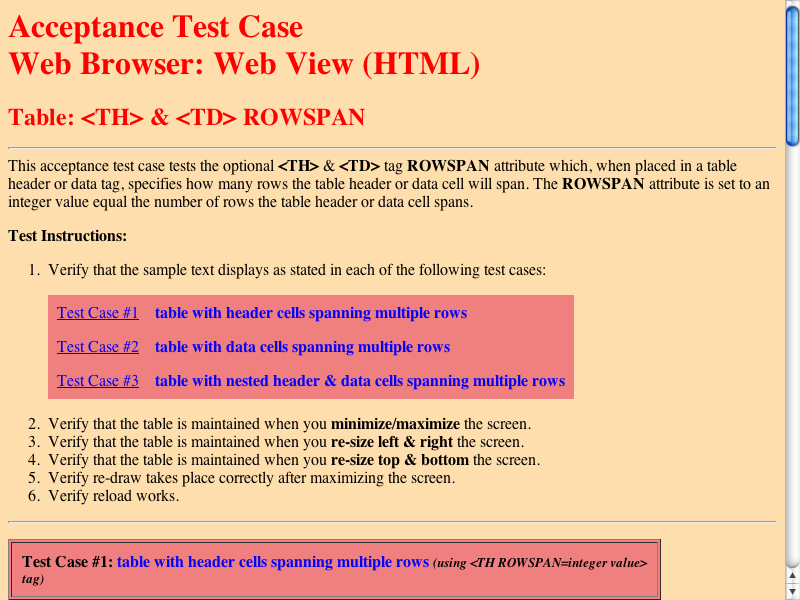 Acceptance Test Case
Web Browser: Web View (HTML)
Table: <TH> & <TD> ROWSPAN
This acceptance test case tests the optional <TH> & <TD> tag ROWSPAN attribute which, when placed in a table
header or data tag, specifies how many rows the table header or data cell will span. The ROWSPAN attribute is set to an
integer value equal the number of rows the table header or data cell spans.
Test Instructions:
1. Verify that the sample text displays as stated in each of the following test cases:
Test Case #1 table with header cells spanning multiple rows
Test Case #2 table with data cells spanning multiple rows
Test Case #3 table with nested header & data cells spanning multiple rows
2. Verify that the table is maintained when you minimize/maximize the screen.
3. Verify that the table is maintained when you re-size left & right the screen.
4. Verify that the table is maintained when you re-size top & bottom the screen.
5. Verify re-draw takes place correctly after maximizing the screen.
6. Verify reload works.
Test Case #1: table with header cells spanning multiple rows (using <TH ROWSPAN=integer value>
tag)